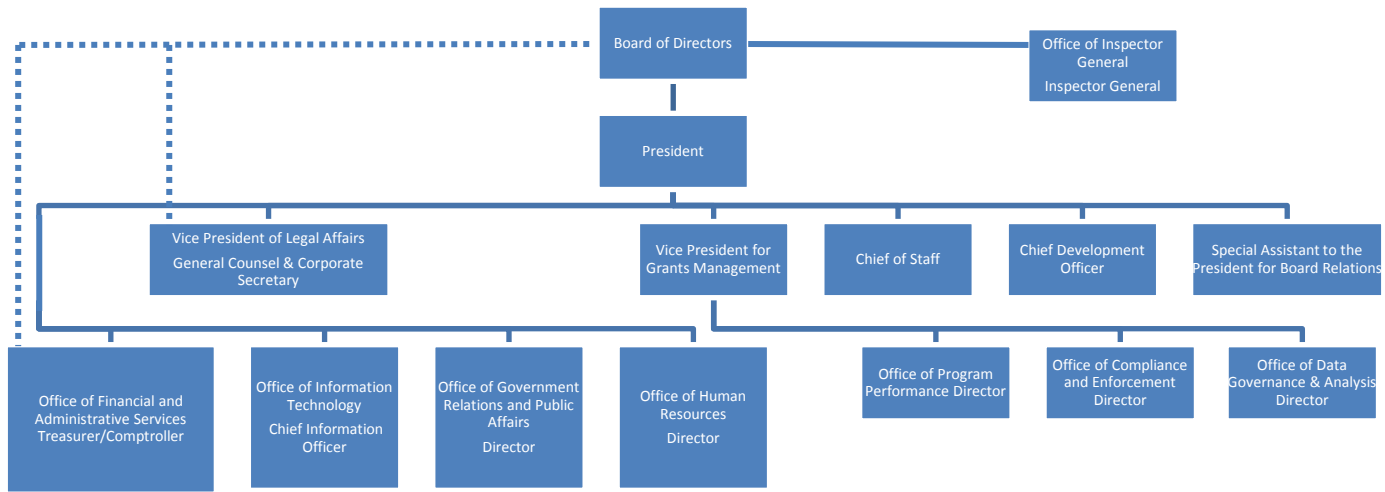 Board of Directors
Office of Inspector
General
Inspector General
President
Vice President of Legal Affairs
General Counsel & Corporate
Secretary
Vice President for
Grants Management
Chief of Staff
Chief Development
Officer
Special Assistant to the
President for Board Relations
Office of Financial and
Administrative Services
Treasurer/Comptroller
Office of Information
Technology
Chief Information
Officer
Office of Government
Relations and Public
Affairs
Director
Office of Human
Resources
Director
Office of Program
Performance Director
Office of Compliance
and Enforcement
Director
Office of Data
Governance & Analysis
Director